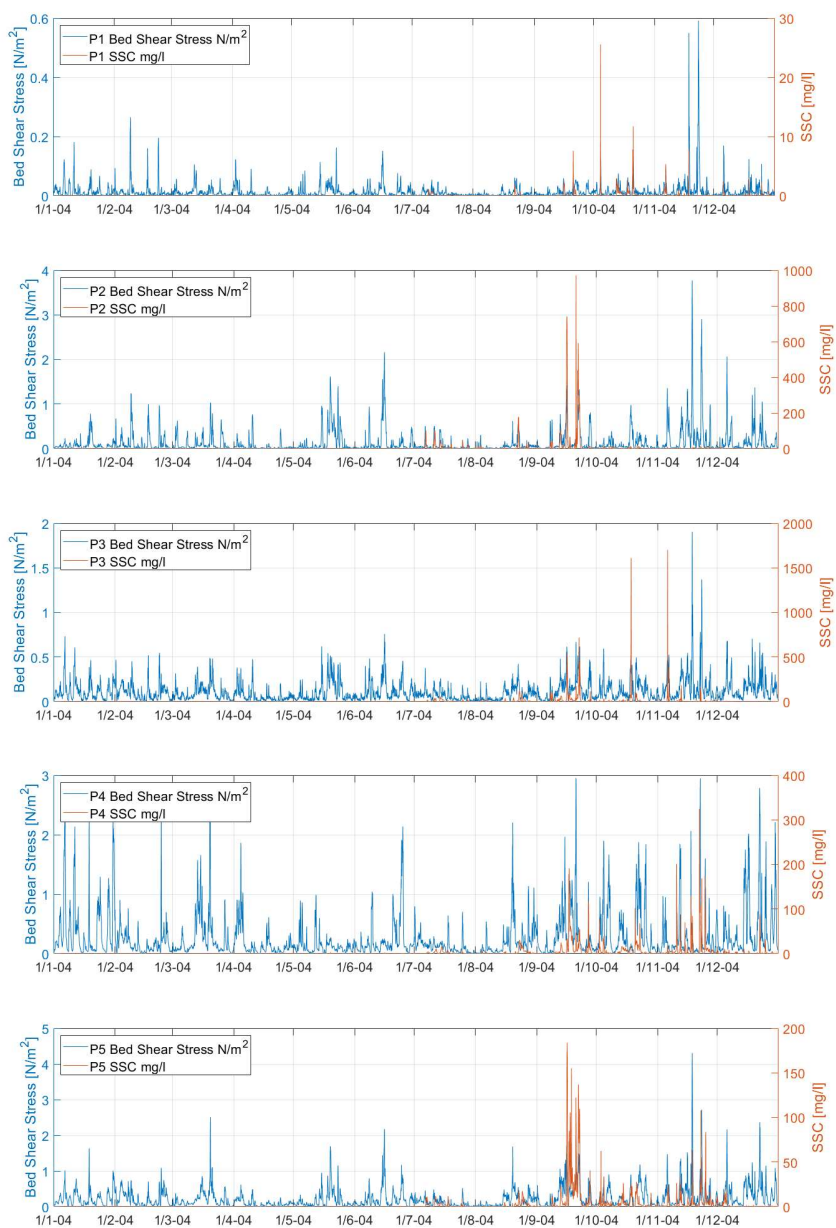 0.6
0.4
0.2
0
Bed Shear Stress [N/m2]
P1 Bed Shear Stress N/m2
P1 SSC mg/l
30
20
10
0
SSC [mg/l]
1/1-04 1/2-04 1/3-04 1/4-04 1/5-04 1/6-04 1/7-04 1/8-04 1/9-04 1/10-04 1/11-04 1/12-04
4
3
2
1
0
Bed Shear Stress [N/m2]
P2 Bed Shear Stress N/m2
P2 SSC mg/l
1000
800
600
400
200
0
SSC [mg/l]
1/1-04 1/2-04 1/3-04 1/4-04 1/5-04 1/6-04 1/7-04 1/8-04 1/9-04 1/10-04 1/11-04 1/12-04
2
1.5
1
0.5
0
Bed Shear Stress [N/m2]
P3 Bed Shear Stress N/m2
P3 SSC mg/l
2000
1500
1000
500
0
SSC [mg/l]
1/1-04 1/2-04 1/3-04 1/4-04 1/5-04 1/6-04 1/7-04 1/8-04 1/9-04 1/10-04 1/11-04 1/12-04
3
2
1
0
Bed Shear Stress [N/m2]
P4 Bed Shear Stress N/m2
P4 SSC mg/l
400
300
200
100
0
SSC [mg/l]
1/1-04 1/2-04 1/3-04 1/4-04 1/5-04 1/6-04 1/7-04 1/8-04 1/9-04 1/10-04 1/11-04 1/12-04
5
4
3
2
1
0
Bed Shear Stress [N/m2]
P5 Bed Shear Stress N/m2
P5 SSC mg/l
200
150
100
50
0
SSC [mg/l]
1/1-04 1/2-04 1/3-04 1/4-04 1/5-04 1/6-04 1/7-04 1/8-04 1/9-04 1/10-04 1/11-04 1/12-04